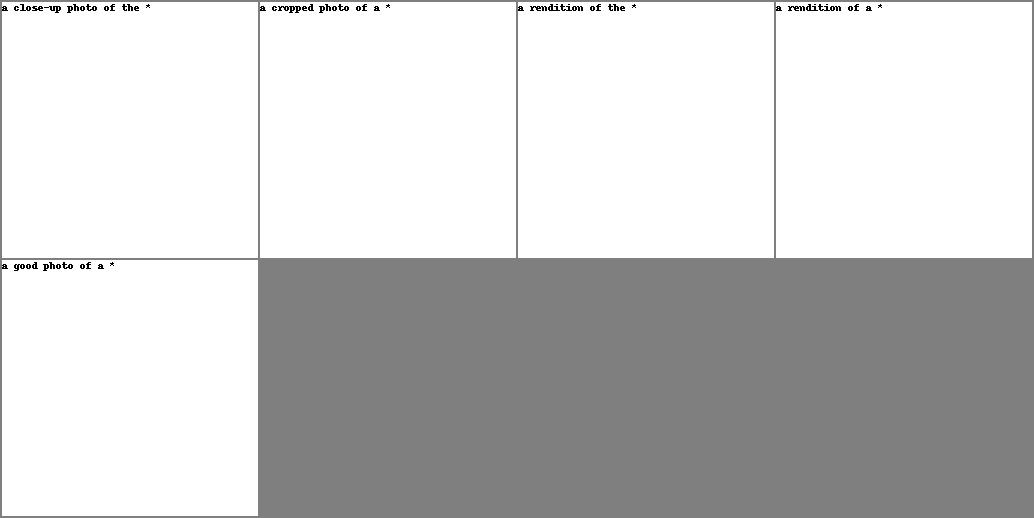 a close-up photo of the *
a cropped photo of a *
a rendition of the *
a rendition of a *
a good photo of a *